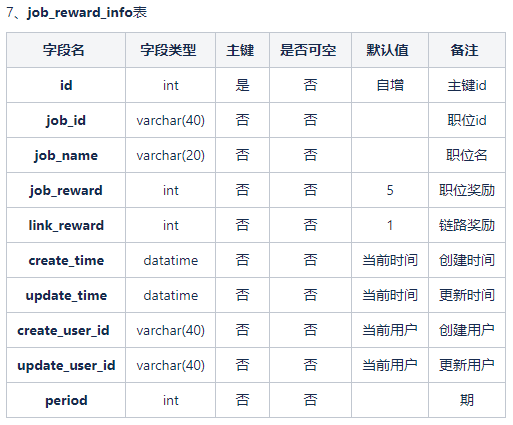 7、job_reward_info表
字段名 字段类型 主键 是否可空 默认值 备注
id int 是 否 自增 主键id
job_id varchar(40) 否 否 职位id
job_name varchar(20) 否 否 职位名
job_reward int 否 否 5 职位奖励
link_reward int 否 否 1 链路奖励
create_time datatime 否 否 当前时间 创建时间
update_time datatime 否 否 当前时间 更新时间
create_user_id varchar(40) 否 否 当前用户 创建用户
update_user_id varchar(40) 否 否 当前用户 更新用户
period int 否 否 期